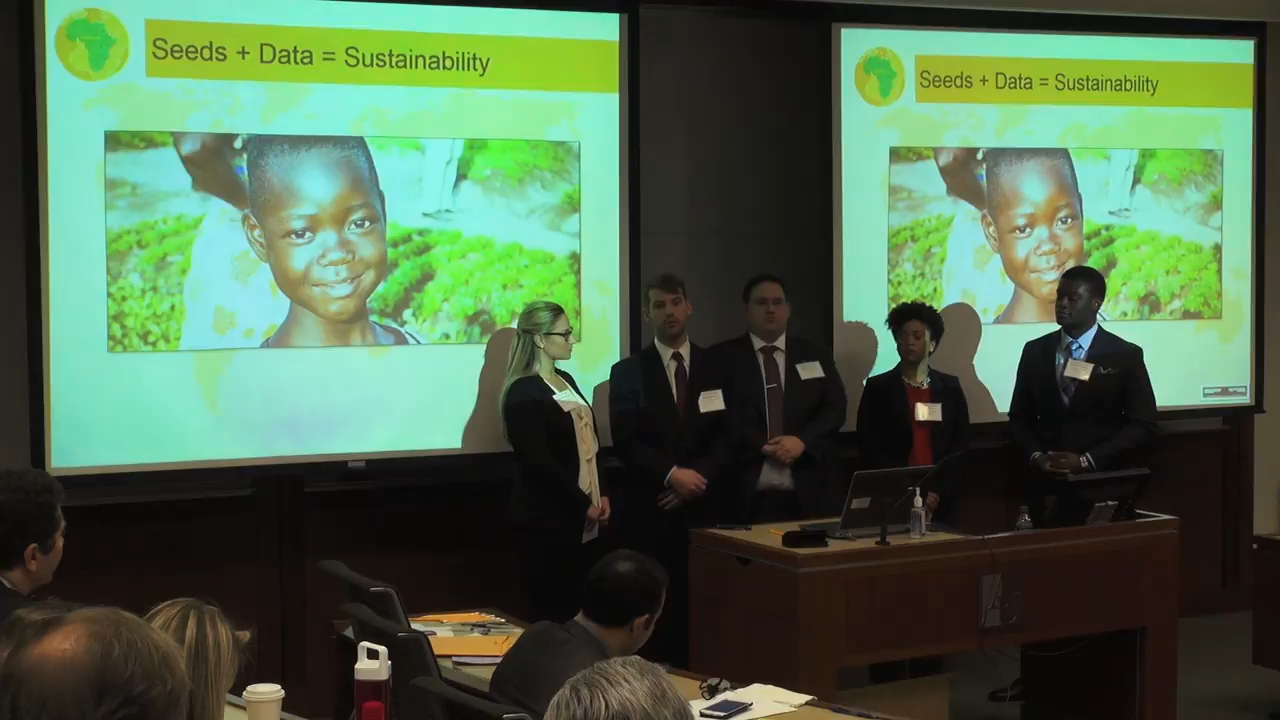 Seeds + Data = Sustainability
Seeds + Data = Sustainability